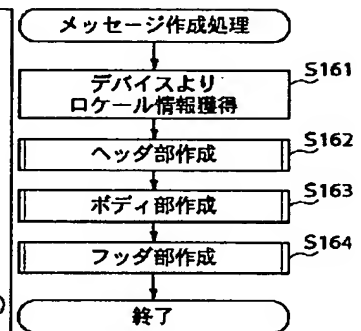 メッセージ作成処理
デバイスより
ロケール情報獲得
S161
ヘッダ部作成
S162
ボディ部作成
S163
フッダ部作成
S164
終了